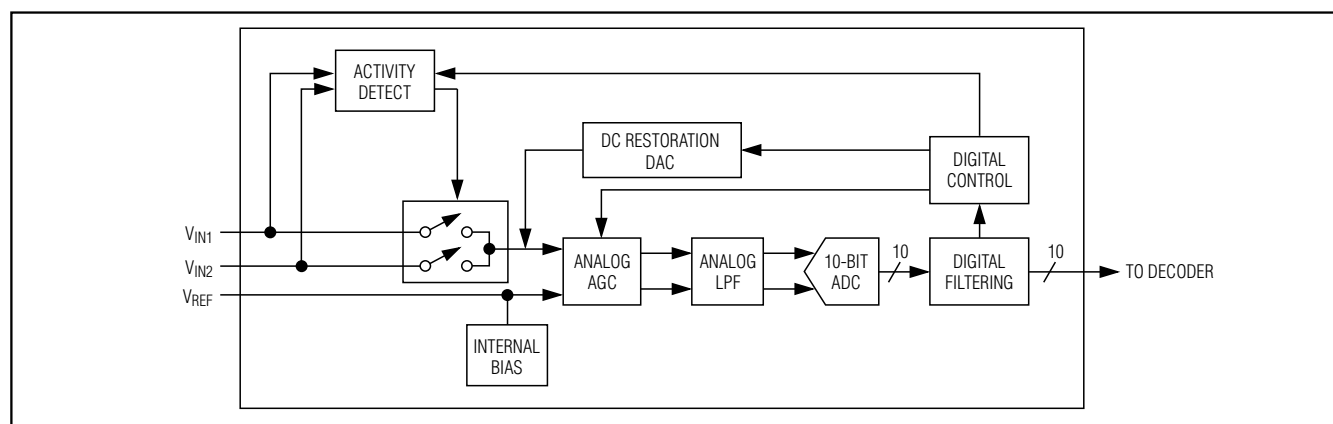 ACTIVITY
DETECT
DC RESTORATION
DAC
DIGITAL
CONTROL
VIN1
VIN2
VREF
ANALOG
AGC
ANALOG
LPF
10-BIT
ADC
10
DIGITAL
FILTERING
10
TO DECODER
INTERNAL
BIAS